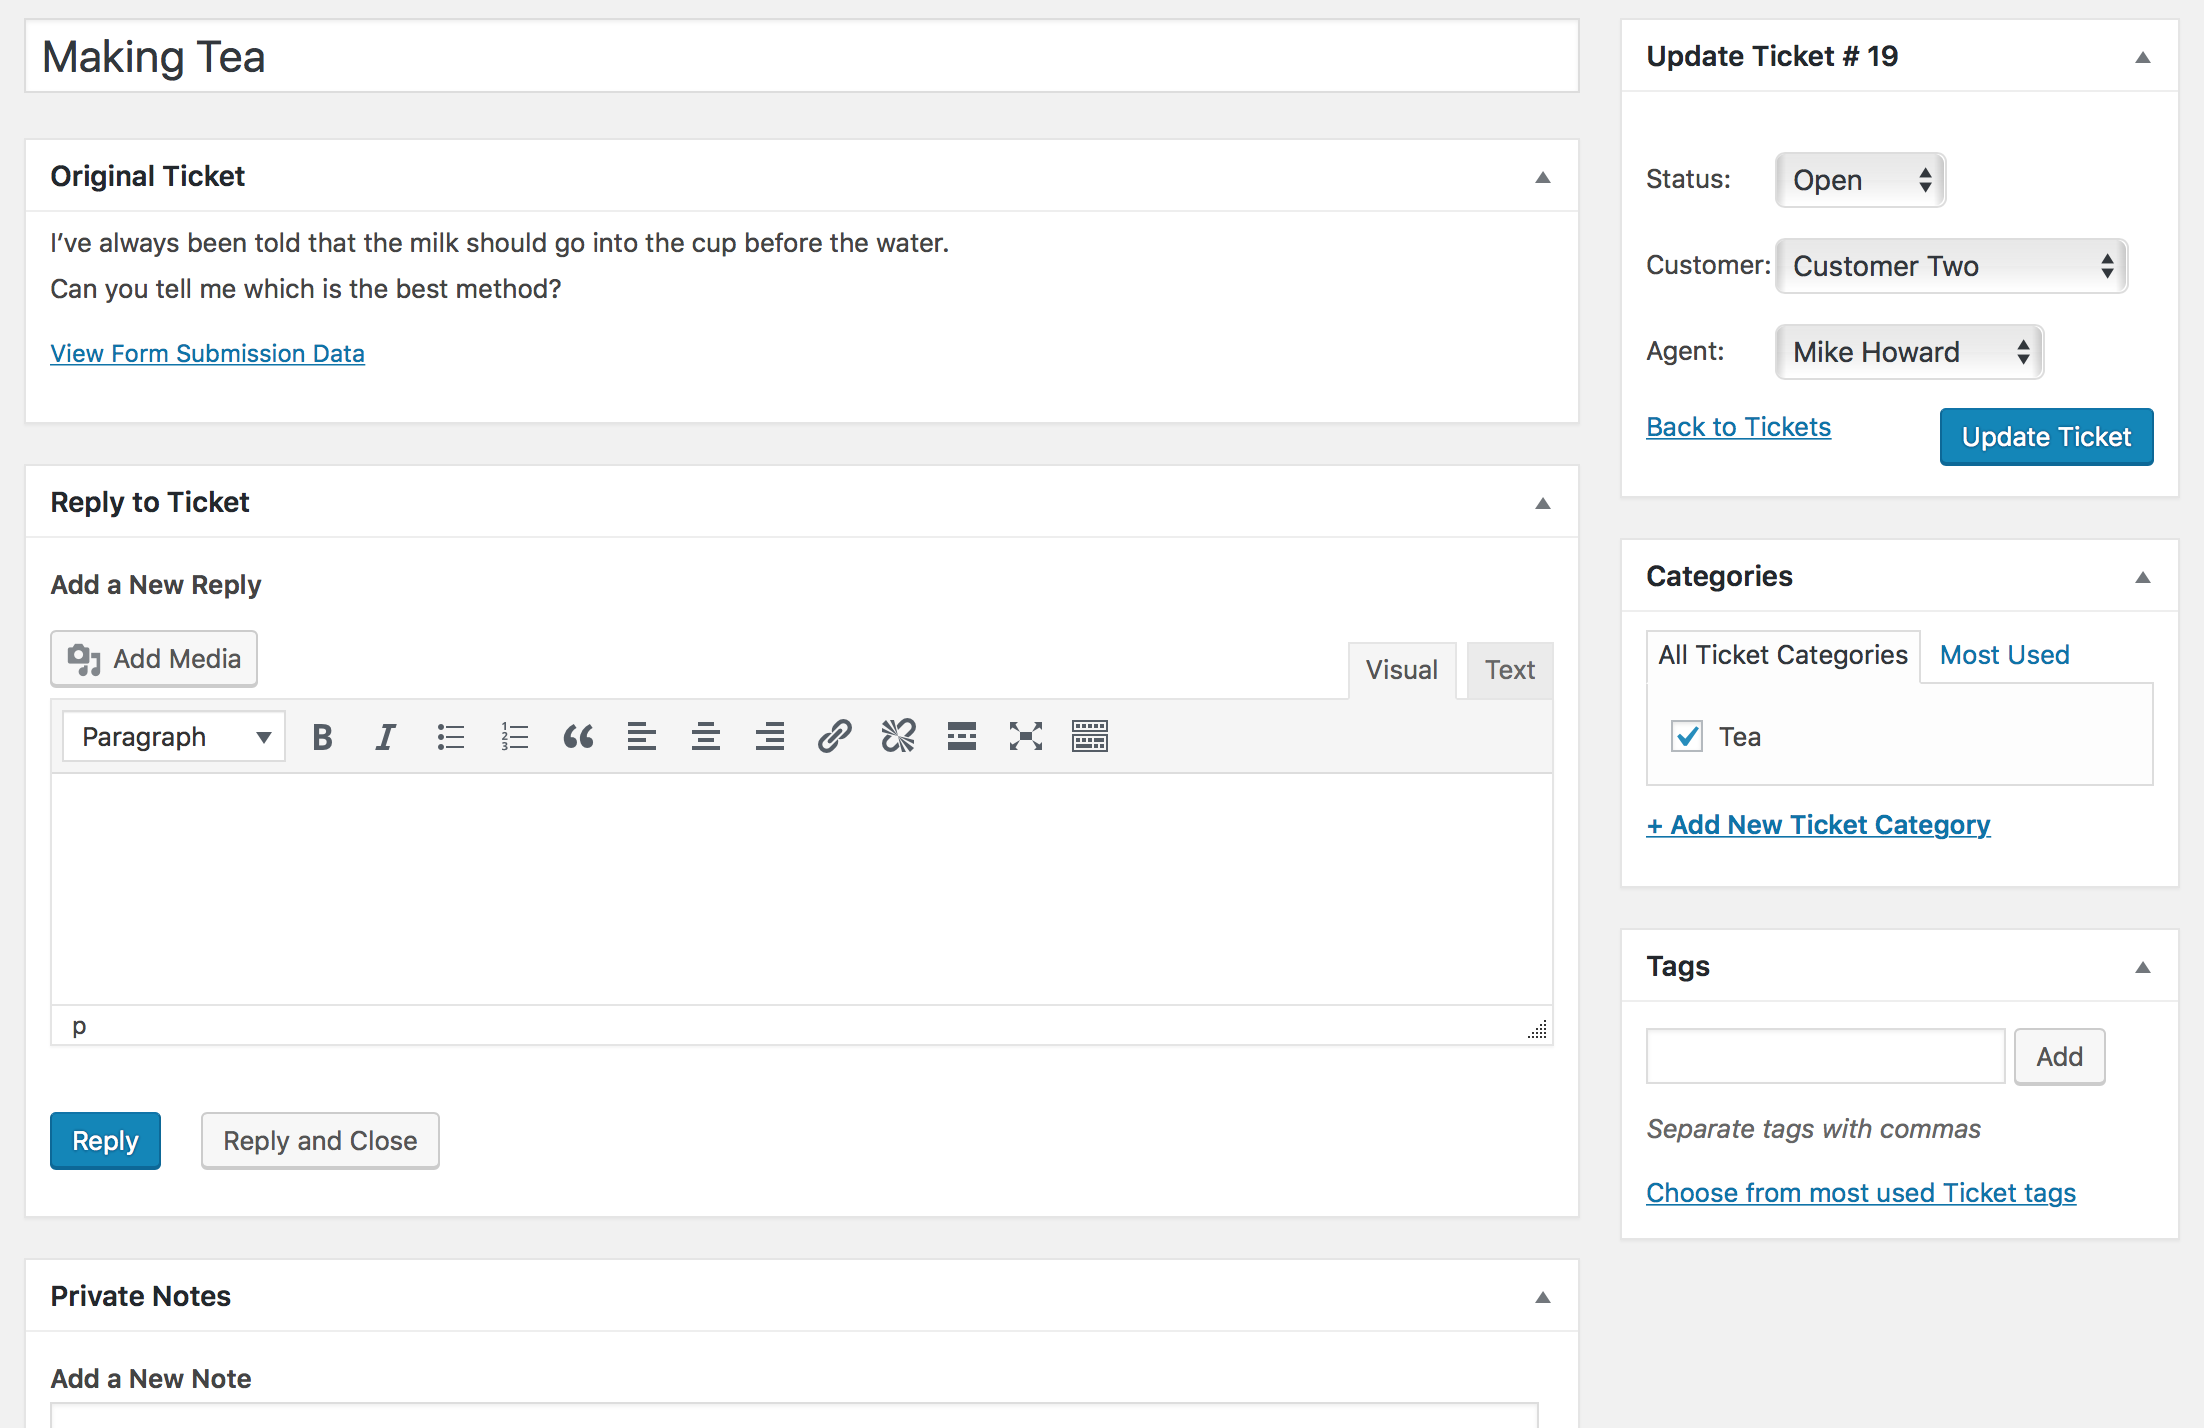 Making Tea
Original Ticket
I’ve always been told that the milk should go into the cup before the water.
Can you tell me which is the best method?
View Form Submission Data
Reply to Ticket
Add a New Reply
Add Media
Visual Text
Paragraph
p
Reply Reply and Close
Private Notes
Add a New Note
Update Ticket # 19
Status: Open
Customer: Customer Two
Agent: Mike Howard
Back to Tickets Update Ticket
Categories
All Ticket Categories Most Used
Tea
+ Add New Ticket Category
Tags
Add
Separate tags with commas
Choose from most used Ticket tags